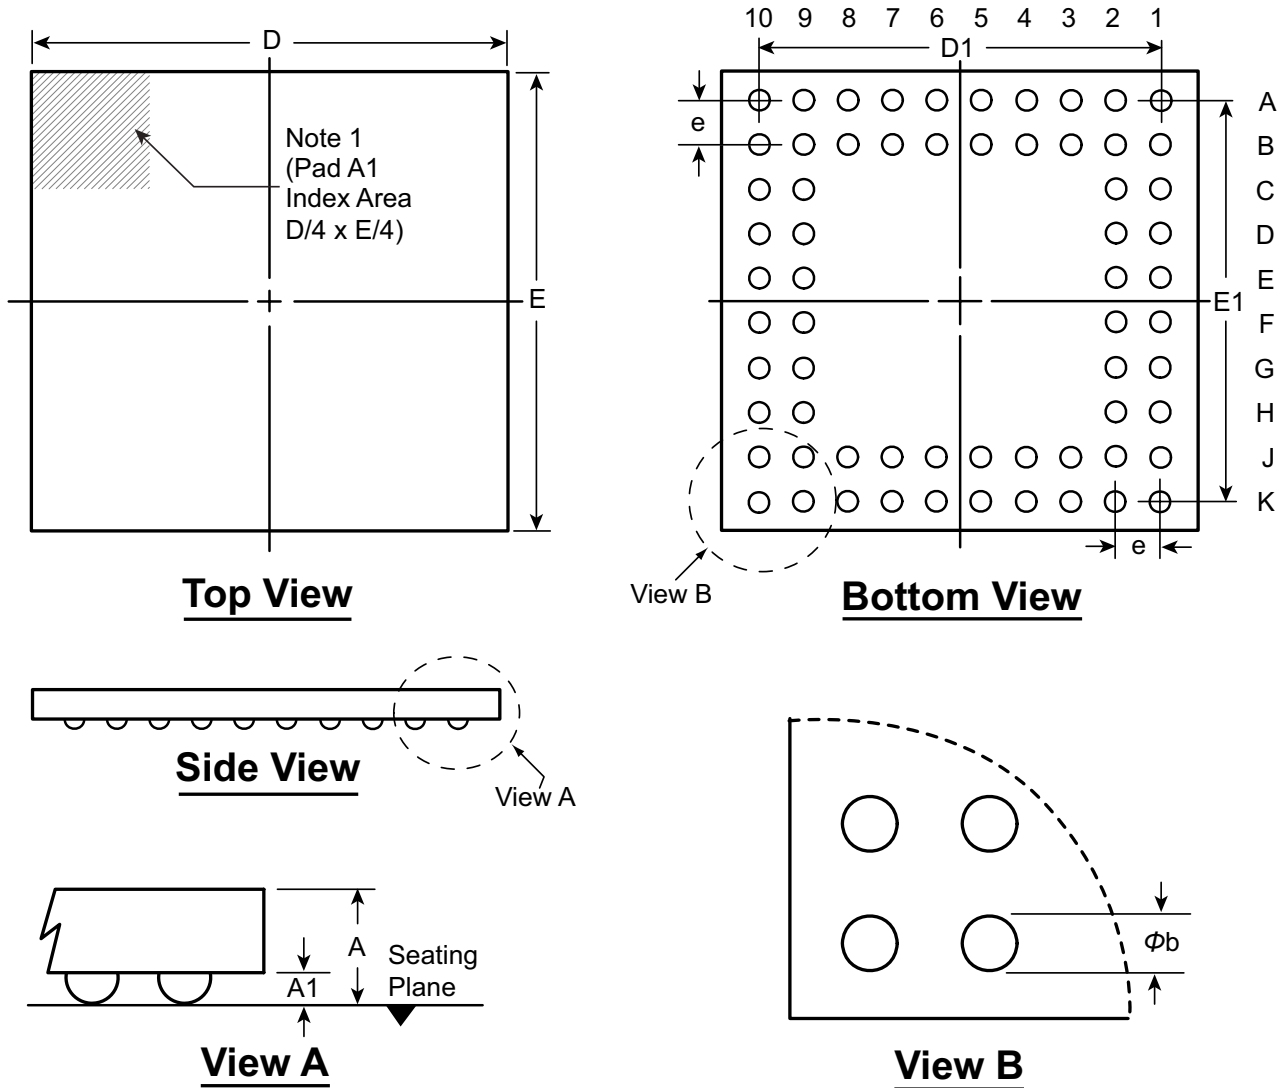 D
Note 1
(Pad A1
Index Area
D/4 x E/4)
E
Top View
10 9 8 7 6 5 4 3 2 1
D1
e
A
B
C
D
E
E1
F
G
H
J
K
e
View B
Bottom View
Side View
View A
A
A1
Seating
Plane
View A
Φb
View B